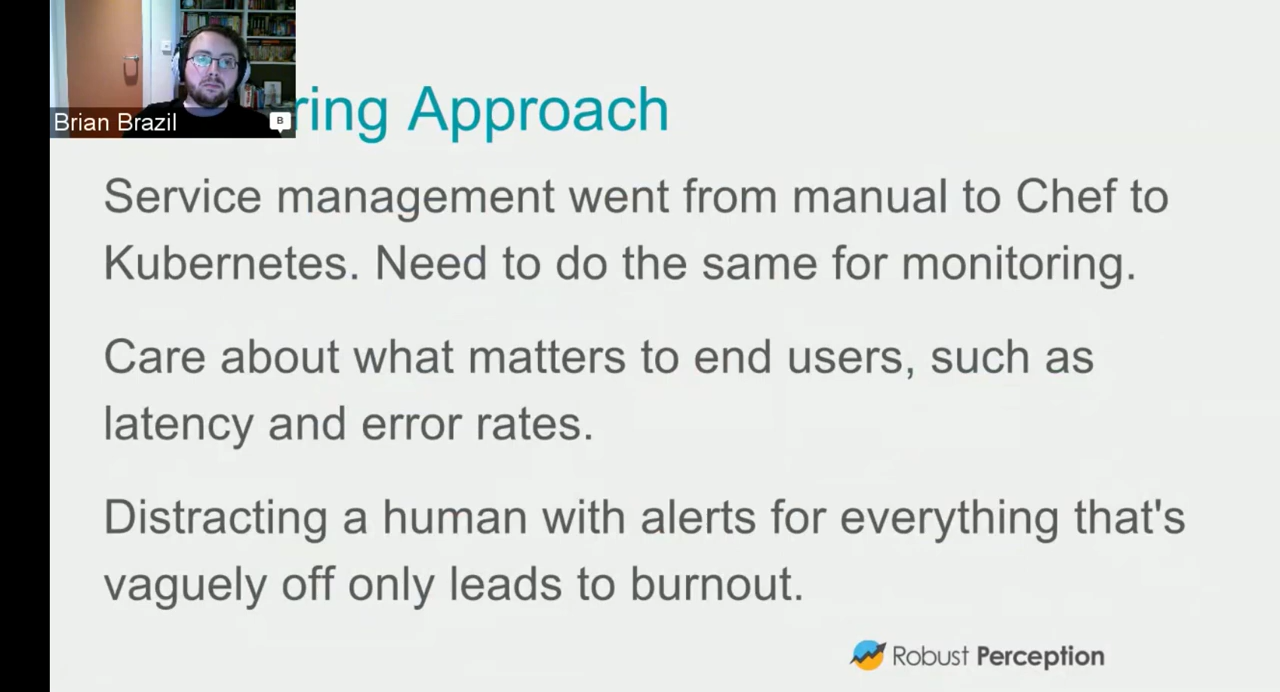 Brian Brazil
B
ring Approach
Service management went from manual to Chef to
Kubernetes. Need to do the same for monitoring.
Care about what matters to end users, such as
latency and error rates.
Distracting a human with alerts for everything that's
vaguely off only leads to burnout.
Robust Perception